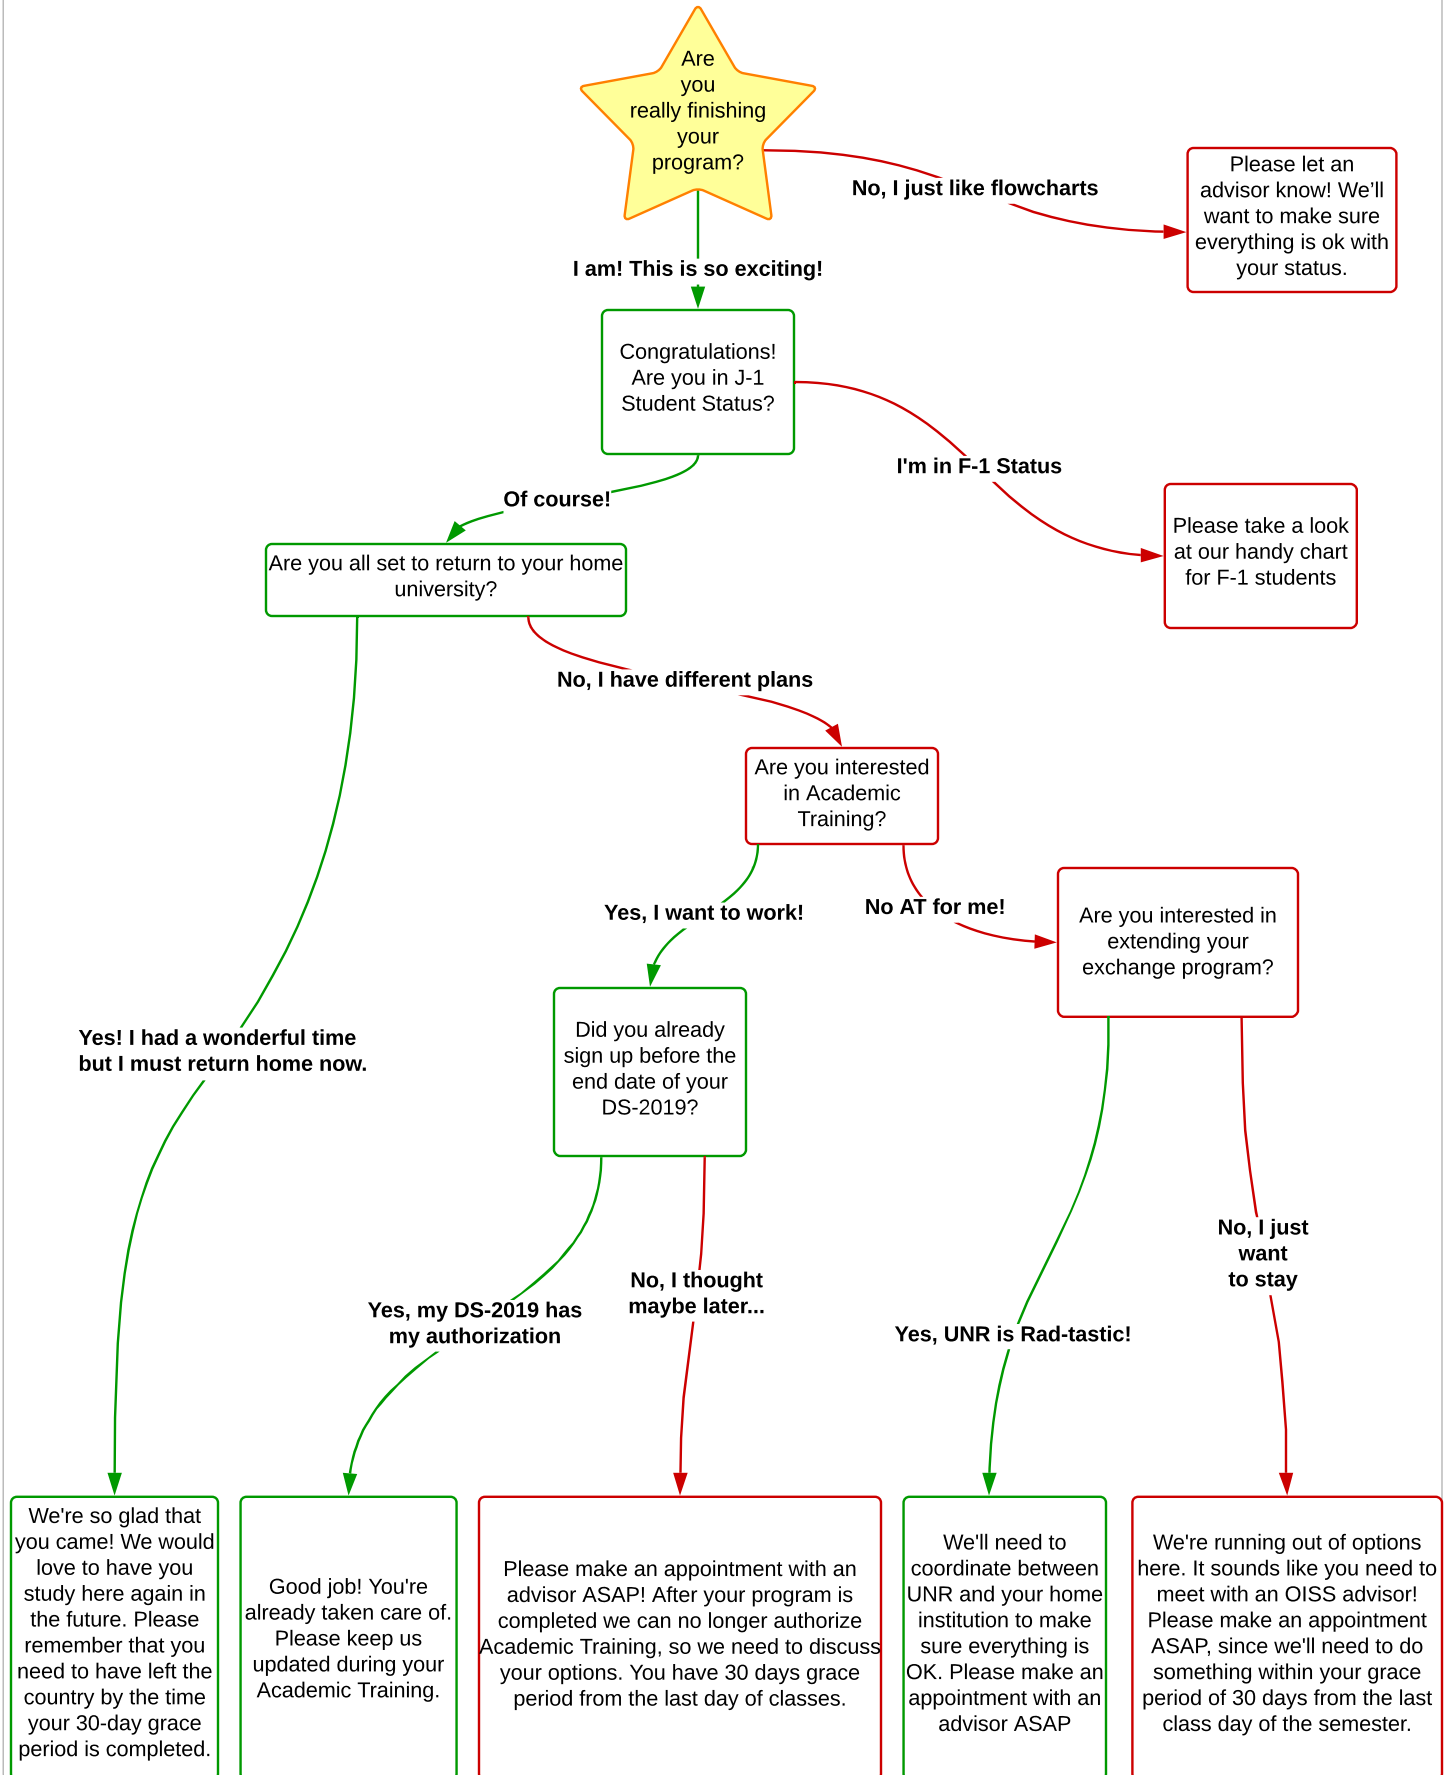 Are
you
really finishing
your
program?
No, I just like flowcharts
Please let an
advisor know! We’ll
want to make sure
everything is ok with
your status.
I am! This is so exciting!
Congratulations!
Are you in J-1
Student Status?
I'm in F-1 Status
Please take a look
at our handy chart
for F-1 students
Of course!
Are you all set to return to your home
university?
No, I have different plans
Are you interested
in Academic
Training?
Yes, I want to work!
No AT for me!
Are you interested in
extending your
exchange program?
Did you already
sign up before the
end date of your
DS-2019?
Yes! I had a wonderful time
but I must return home now.
Yes, my DS-2019 has
my authorization
No, I thought
maybe later...
Yes, UNR is Rad-tastic!
No, I just
want
to stay
We're so glad that
you came! We would
love to have you
study here again in
the future. Please
remember that you
need to have left the
country by the time
your 30-day grace
period is completed.
Good job! You're
already taken care of.
Please keep us
updated during your
Academic Training.
Please make an appointment with an
advisor ASAP! After your program is
completed we can no longer authorize
Academic Training, so we need to discuss
your options. You have 30 days grace
period from the last day of classes.
We'll need to
coordinate between
UNR and your home
institution to make
sure everything is
OK. Please make an
appointment with an
advisor ASAP
We're running out of options
here. It sounds like you need to
meet with an OISS advisor!
Please make an appointment
ASAP, since we'll need to do
something within your grace
period of 30 days from the last
class day of the semester.